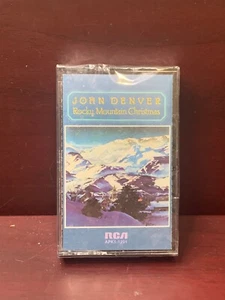 JOHN DENVER
Rocky Mountain Christmas
RCA